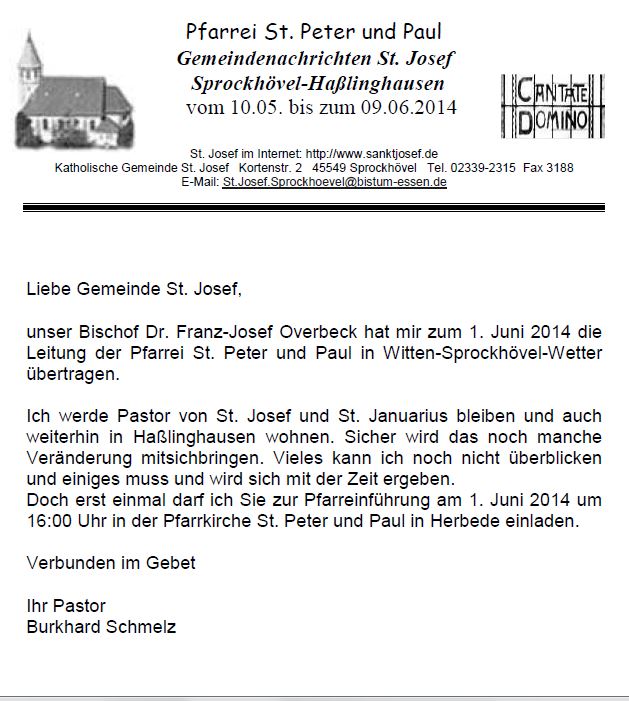 Pfarrei St. Peter und Paul
Gemeindenachrichten St. Josef
Sprockhövel-Haßlinghausen
vom 10.05. bis zum 09.06.2014
CANTATE
DOMINO
St. Josef im Internet: http://www.sanktjosef.de
Katholische Gemeinde St. Josef Kortenstr. 2 45549 Sprockhövel Tel. 02339-2315 Fax 3188
E-Mail: St.Josef.Sprockhoevel@bistum-essen.de
Liebe Gemeinde St. Josef,
unser Bischof Dr. Franz-Josef Overbeck hat mir zum 1. Juni 2014 die
Leitung der Pfarrei St. Peter und Paul in Witten-Sprockhövel-Wetter
übertragen.
Ich werde Pastor von St. Josef und St. Januarius bleiben und auch
weiterhin in Haßlinghausen wohnen. Sicher wird das noch manche
Veränderung mitsichbringen. Vieles kann ich noch nicht überblicken
und einiges muss und wird sich mit der Zeit ergeben.
Doch erst einmal darf ich Sie zur Pfarreinführung am 1. Juni 2014 um
16:00 Uhr in der Pfarrkirche St. Peter und Paul in Herbede einladen.
Verbunden im Gebet
Ihr Pastor
Burkhard Schmelz